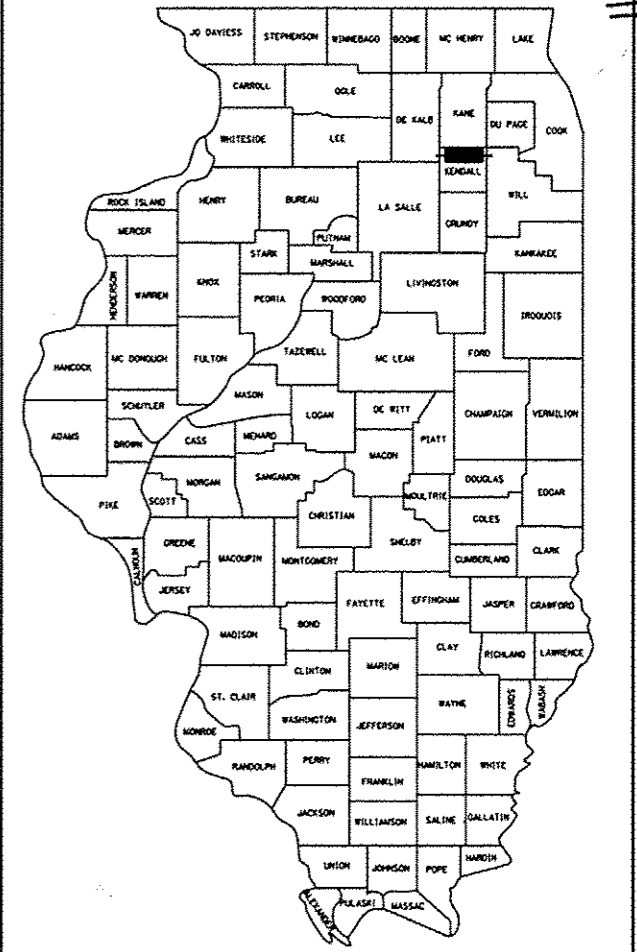 JO DAVIESS STEPHENSON WINNEBAGO BOONE MC HENRY LAKE
CARROLL OGLE DE KALB KANE DU PAGE COOK
WHITESIDE LEE
KENDALL WILL
ROCK ISLAND HENRY BUREAU LA SALLE GRUNDY
MERCER PUTNAM KANKAKEE
STARK MARSHALL
HENDERSON WARREN KNOX PEORIA WOODFORD LIVINGSTON IROQUOIS
HANCOCK MC DONOUGH FULTON TAZEWELL MC LEAN FORD
SCHUYLER MASON LOGAN DE WITT CHAMPAIGN VERMILION
ADAMS BROWN CASS MENARD PIATT
MACON
PIKE SCOTT MORGAN SANGAMON MOULTRIE DOUGLAS EDGAR
CHRISTIAN COLES
CALHOUN GREENE MACOUPIN MONTGOMERY SHELBY CUMBERLAND CLARK
JERSEY FAYETTE EFFINGHAM JASPER CRAWFORD
MADISON BOND
CLAY RICHLAND LAWRENCE
CLINTON MARION
ST. CLAIR WAYNE EDWARDS WABASH
WASHINGTON JEFFERSON
MONROE
RANDOLPH PERRY HAMILTON WHITE
FRANKLIN
JACKSON WILLIAMSON SALINE GALLATIN
UNION JOHNSON POPE HARDIN
ALEXANDER PULASKI MASSAC